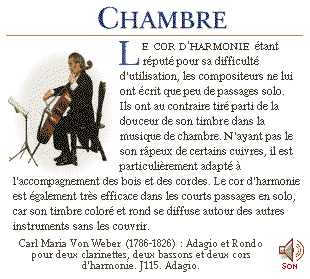 CHAMBRE
LE COR D'HARMONIE étant
réputé pour sa difficulté
d'utilisation, les compositeurs ne lui
ont écrit que peu de passages solo.
Ils ont au contraire tiré parti de la
douceur de son timbre dans la
musique de chambre. N'ayant pas le
son râpeux de certains cuivres, il est
particulièrement adapté à
l'accompagnement des bois et des cordes. Le cor d'harmonie
est également très efficace dans les courts passages en solo,
car son timbre coloré et rond se diffuse autour des autres
instruments sans les couvrir.
Carl Maria Von Weber (1786-1826) : Adagio et Rondo
pour deux clarinettes, deux bassons et deux cors
d'harmonie. J115. Adagio.
SON